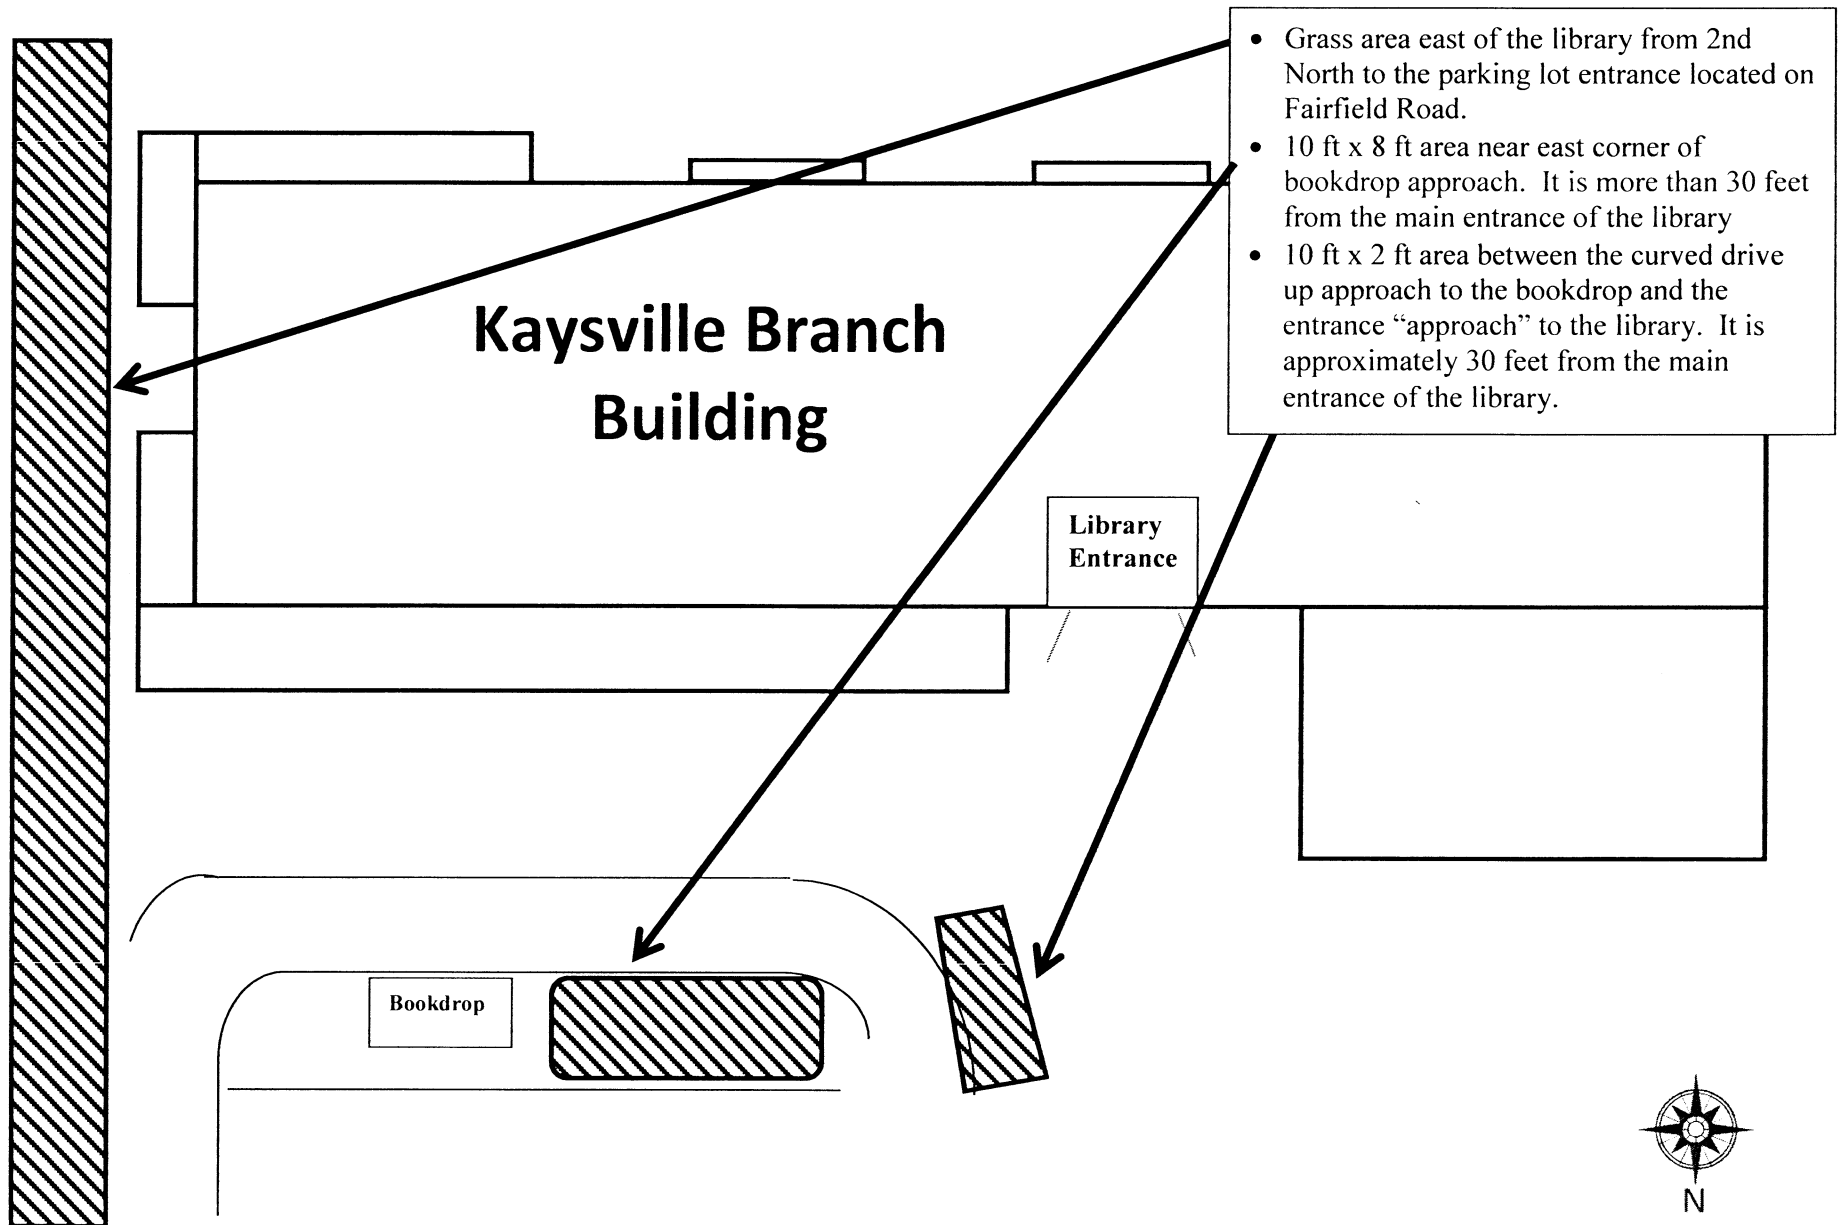 • Grass area east of the library from 2nd
North to the parking lot entrance located on
Fairfield Road.
• 10 ft x 8 ft area near east corner of
bookdrop approach. It is more than 30 feet
from the main entrance of the library
• 10 ft x 2 ft area between the curved drive
up approach to the bookdrop and the
entrance “approach” to the library. It is
approximately 30 feet from the main
entrance of the library.
Kaysville Branch
Building
Library
Entrance
Bookdrop
N